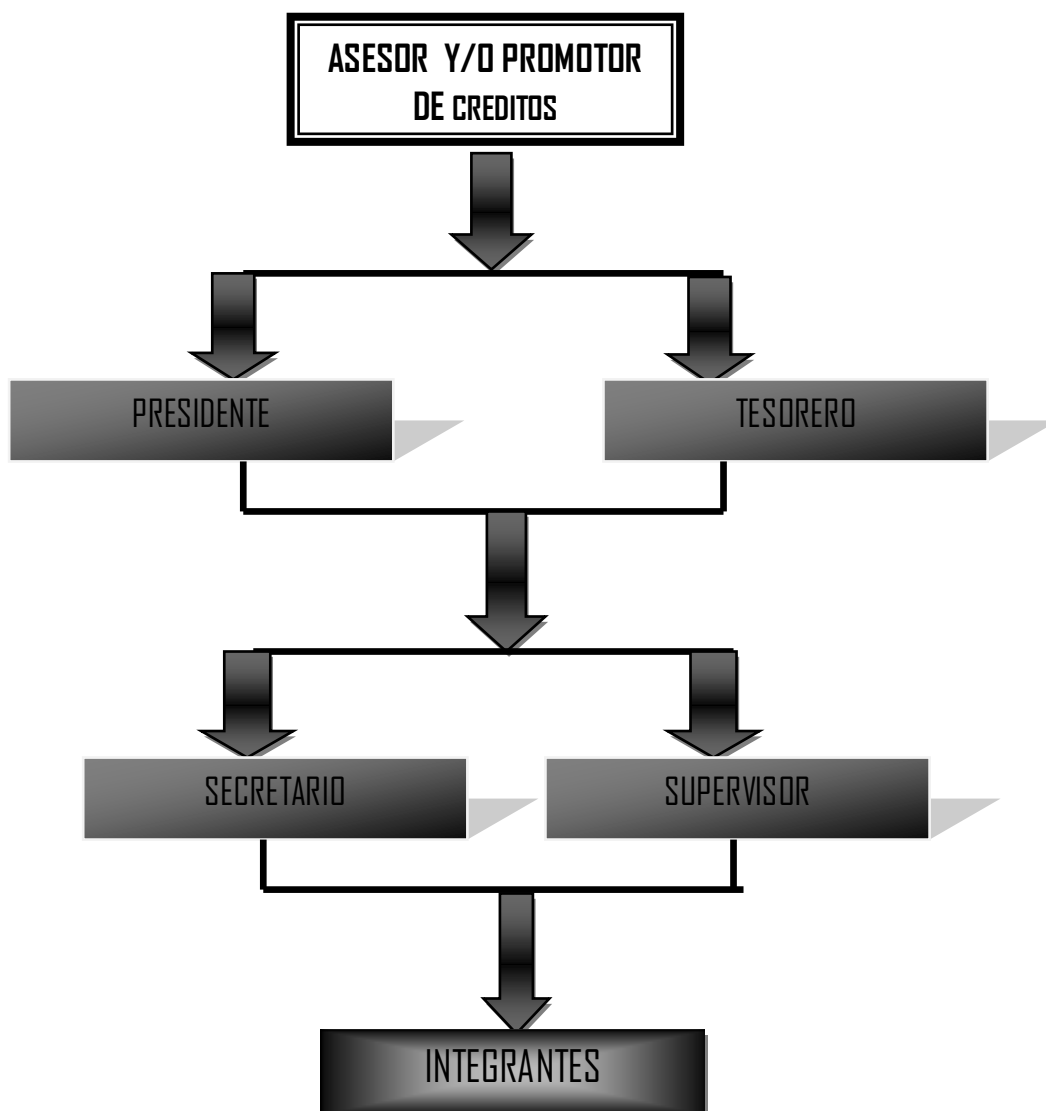 ASESOR Y/O PROMOTOR
DE CREDITOS
PRESIDENTE
TESORERO
SECRETARIO
SUPERVISOR
INTEGRANTES